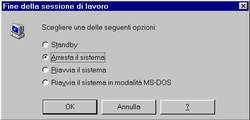 Fine della sessione di lavoro
Scegliere una delle seguenti opzioni:
Standby
Arresta il sistema
Riavvia il sistema
Riavvia il sistema in modalità MS-DOS
OK Annulla ?